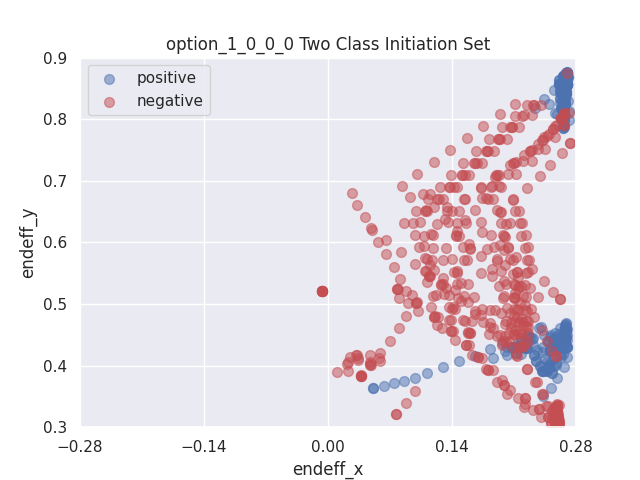 option_1_0_0_0 Two Class Initiation Set
positive
negative
0.9
0.8
0.7
0.6
0.5
0.4
0.3
endeff_y
−0.28
−0.14
0.00
0.14
0.28
endeff_x